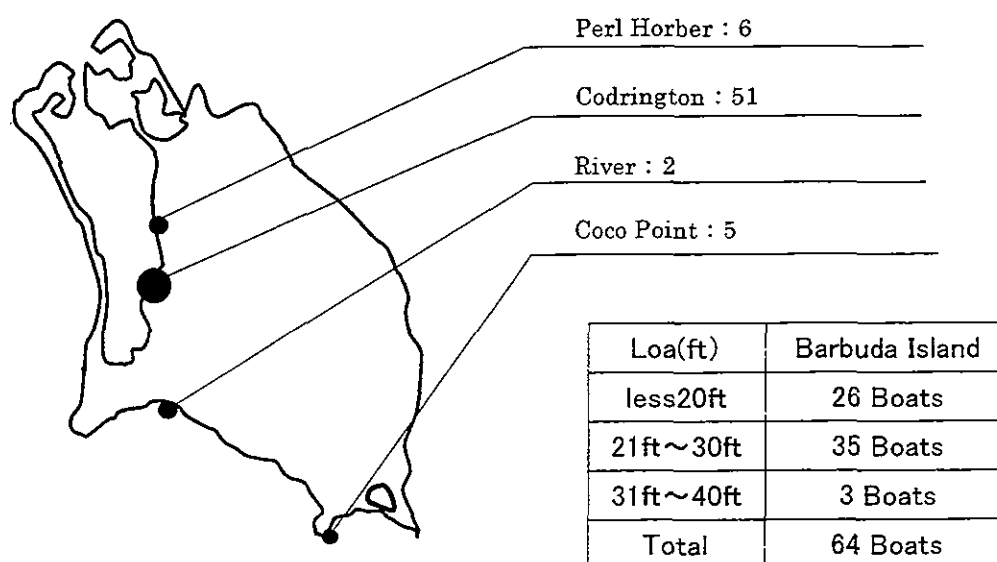 Perl Horber : 6
Codrington : 51
River : 2
Coco Point : 5
Loa(ft) Barbuda Island
less20ft 26 Boats
21ft～30ft 35 Boats
31ft～40ft 3 Boats
Total 64 Boats